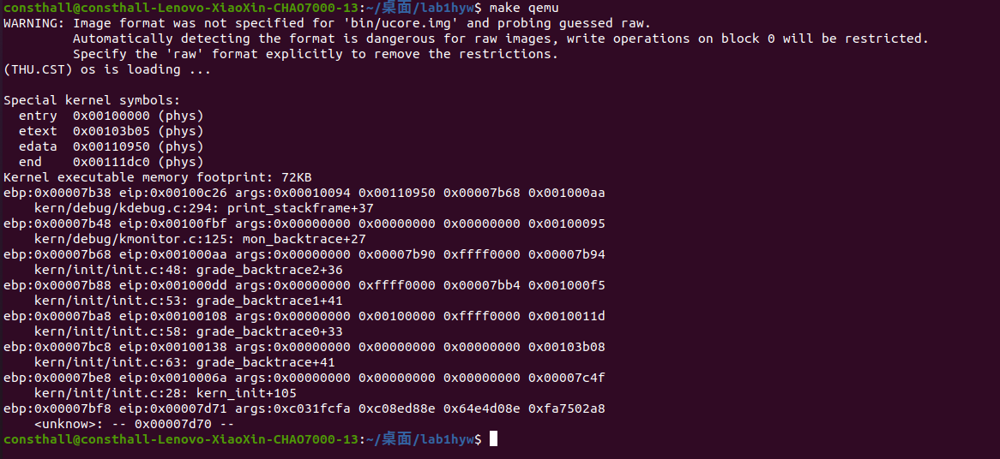 consthall@consthall-Lenovo-XiaoXin-CHAO7000-13:~/桌面/lab1hyw$ make qemu
WARNING: Image format was not specified for 'bin/ucore.img' and probing guessed raw.
         Automatically detecting the format is dangerous for raw images, write operations on block 0 will be restricted.
         Specify the 'raw' format explicitly to remove the restrictions.
(THU.CST) os is loading ...

Special kernel symbols:
  entry  0x00100000 (phys)
  etext  0x00103b05 (phys)
  edata  0x00110950 (phys)
  end    0x00111dc0 (phys)
Kernel executable memory footprint: 72KB
ebp:0x00007b38 eip:0x00100c26 args:0x00010094 0x00110950 0x00007b68 0x001000aa
    kern/debug/kdebug.c:294: print_stackframe+37
ebp:0x00007b48 eip:0x00100fbf args:0x00000000 0x00000000 0x00000000 0x00100095
    kern/debug/kmonitor.c:125: mon_backtrace+27
ebp:0x00007b68 eip:0x001000aa args:0x00000000 0x00007b90 0xffff0000 0x00007b94
    kern/init/init.c:48: grade_backtrace2+36
ebp:0x00007b88 eip:0x001000dd args:0x00000000 0xffff0000 0x00007bb4 0x001000f5
    kern/init/init.c:53: grade_backtrace1+41
ebp:0x00007ba8 eip:0x00100108 args:0x00000000 0x00100000 0xffff0000 0x0010011d
    kern/init/init.c:58: grade_backtrace0+33
ebp:0x00007bc8 eip:0x00100138 args:0x00000000 0x00000000 0x00000000 0x00103b08
    kern/init/init.c:63: grade_backtrace+41
ebp:0x00007be8 eip:0x0010006a args:0x00000000 0x00000000 0x00000000 0x00007c4f
    kern/init/init.c:28: kern_init+105
ebp:0x00007bf8 eip:0x00007d71 args:0xc031fcfa 0xc08ed88e 0x64e4d08e 0xfa7502a8
    <unknow>: -- 0x00007d70 --
consthall@consthall-Lenovo-XiaoXin-CHAO7000-13:~/桌面/lab1hyw$